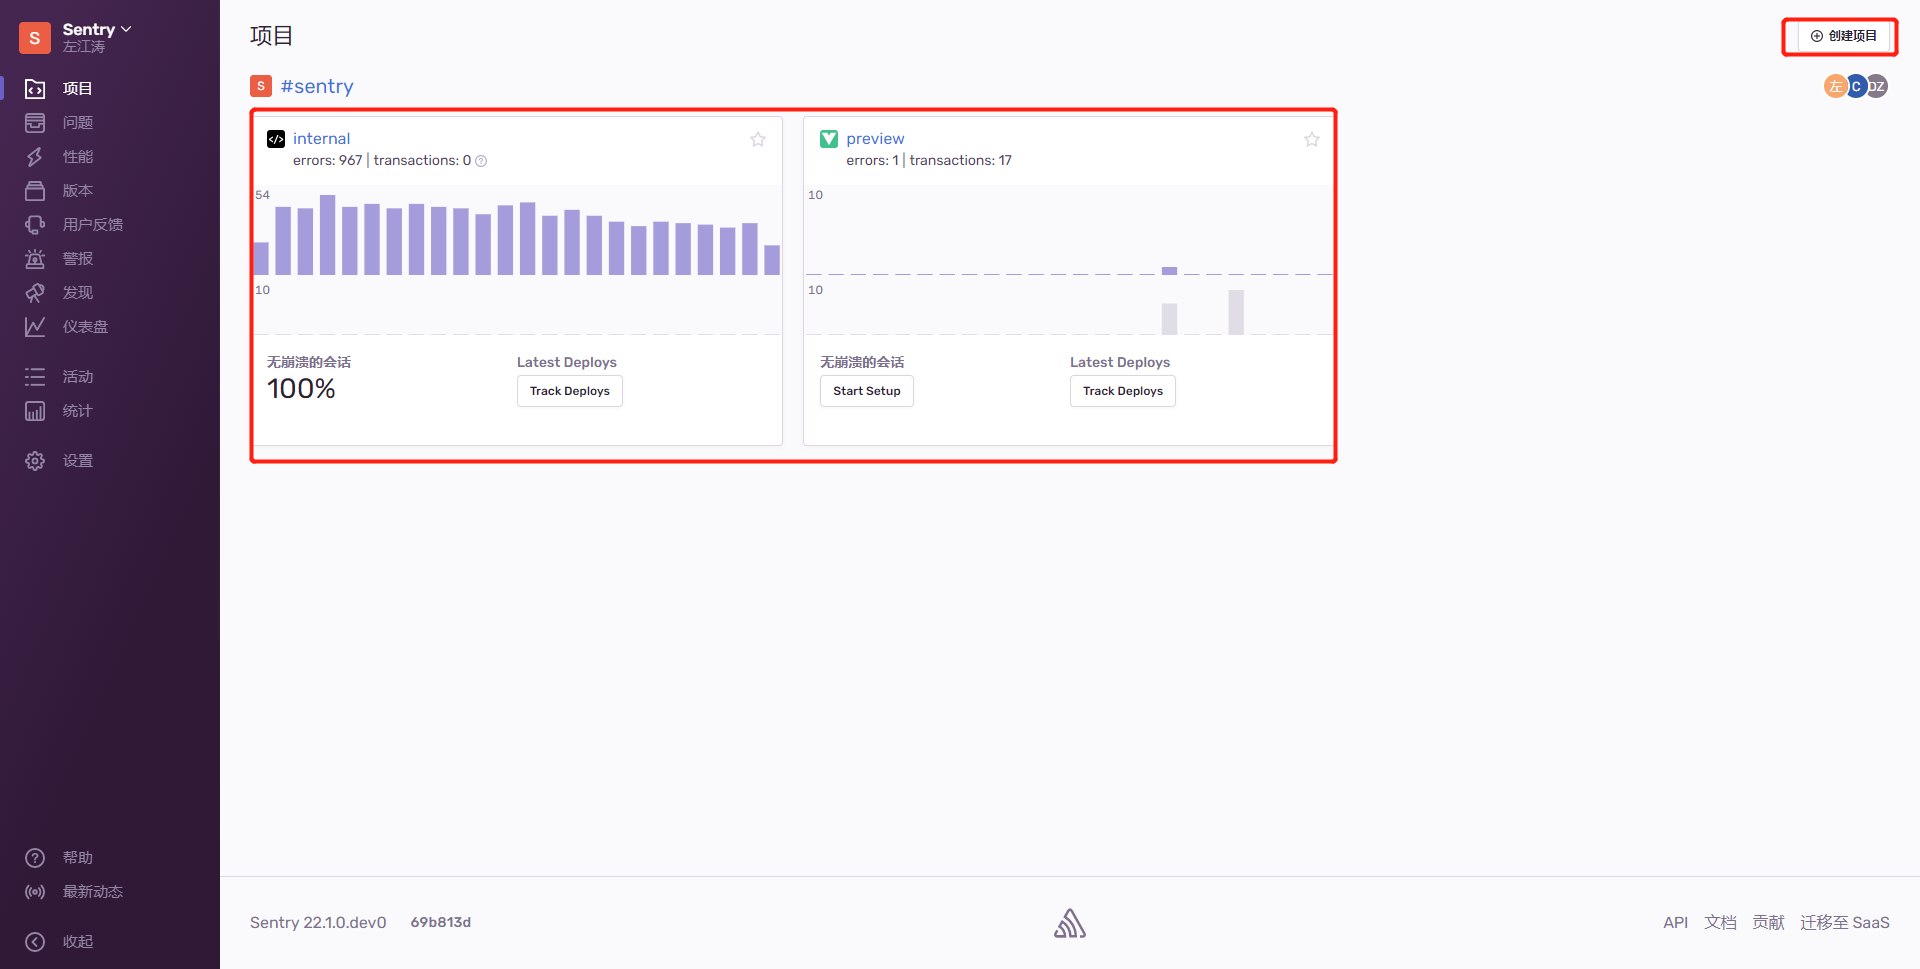 S
Sentry
左江涛
项目
问题
性能
版本
用户反馈
警报
发现
仪表盘
活动
统计
设置
帮助
最新动态
收起
项目
创建项目
S #sentry
左 C DZ
internal
errors: 967 | transactions: 0
54
10
无崩溃的会话
100%
Latest Deploys
Track Deploys
preview
errors: 1 | transactions: 17
10
10
无崩溃的会话
Start Setup
Latest Deploys
Track Deploys
Sentry 22.1.0.dev0 69b813d
API 文档 贡献 迁移至 SaaS